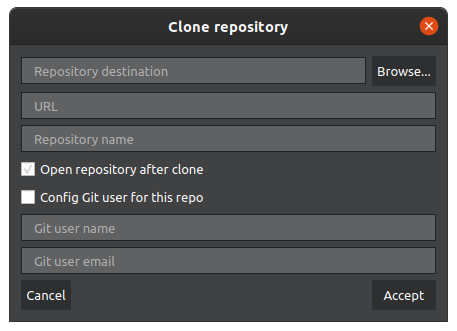 Clone repository
Repository destination
Browse...
URL
Repository name
Open repository after clone
Config Git user for this repo
Git user name
Git user email
Cancel
Accept